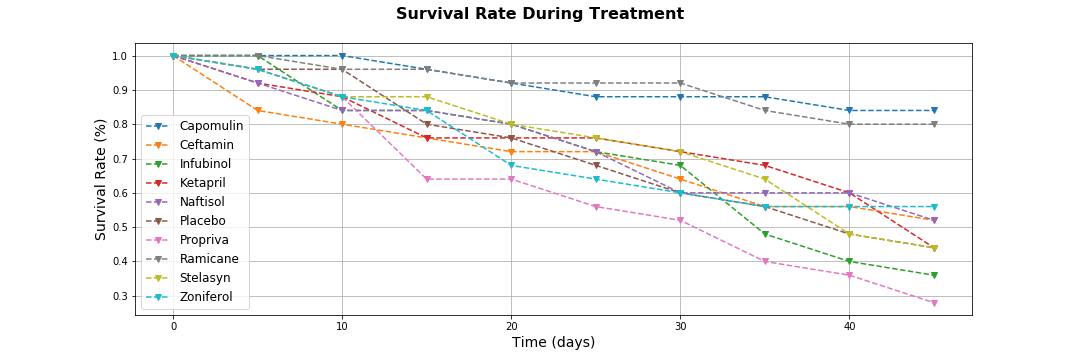 Survival Rate During Treatment
Survival Rate (%)
1.0
0.9
0.8
0.7
0.6
0.5
0.4
0.3
Capomulin
Ceftamin
Infubinol
Ketapril
Naftisol
Placebo
Propriva
Ramicane
Stelasyn
Zoniferol
0 10 20 30 40
Time (days)